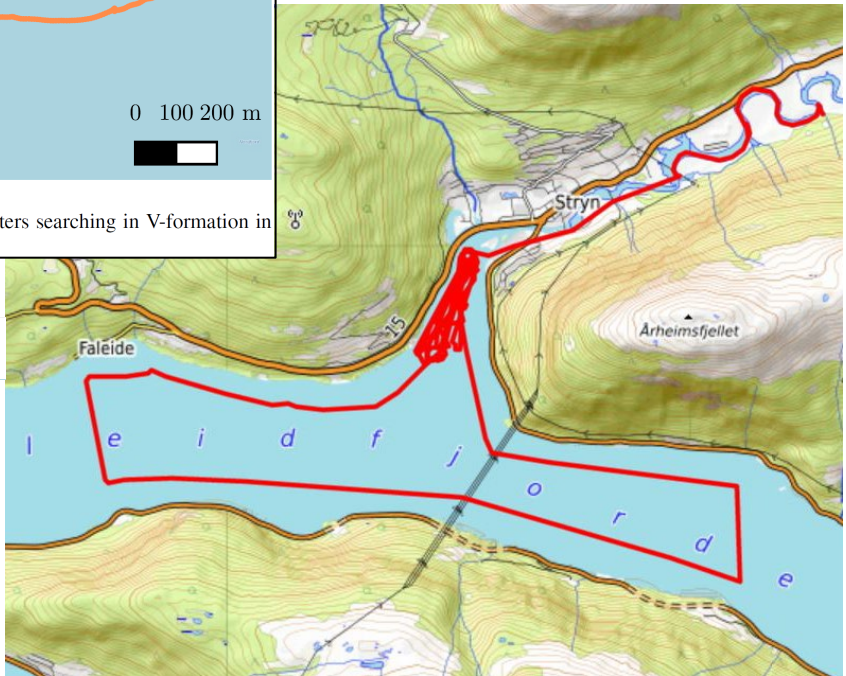 0 100 200 m
ters searching in V-formation in
Stryn
Årheimsfjellet
15
Faleide
l e i d f j o r d e